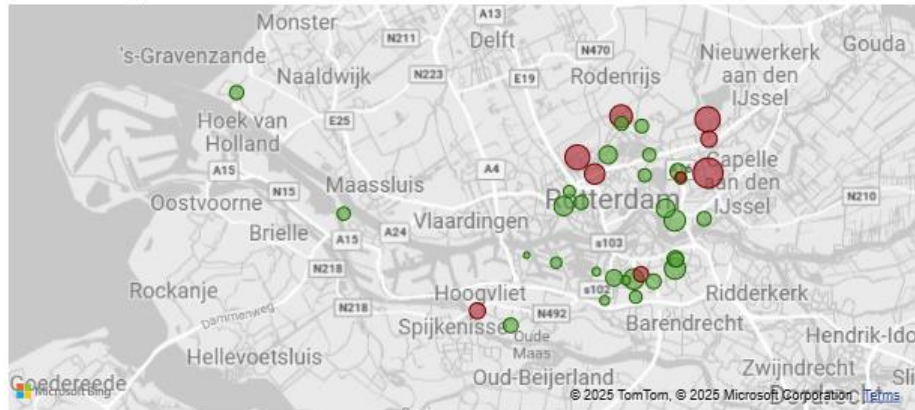 Monster
A13
N211
Delft
Gouda
's-Gravenzande
N470
Nieuwerkerk
aan den
IJssel
Naaldwijk
N223
E19
Rodenrijs
Hoek van
Holland
E25
A15
A4
Capelle
aan den
IJssel
N15
Maassluis
Oostvoorne
Rotterdam
N210
Vlaardingen
Brielle
A15
A24
s103
N218
Rockanje
Hoogvliet
s102
Ridderkerk
Dammenweg
N218
N492
Spijkenisse
Barendrecht
Oude
Maas
Hendrik-Ido
Hellevoetsluis
Zwijndrecht
Oud-Beijerland
Sli
Goedereede
Microsoft Bing
Dordrecht
© 2025 TomTom, © 2025 Microsoft Corporation Terms